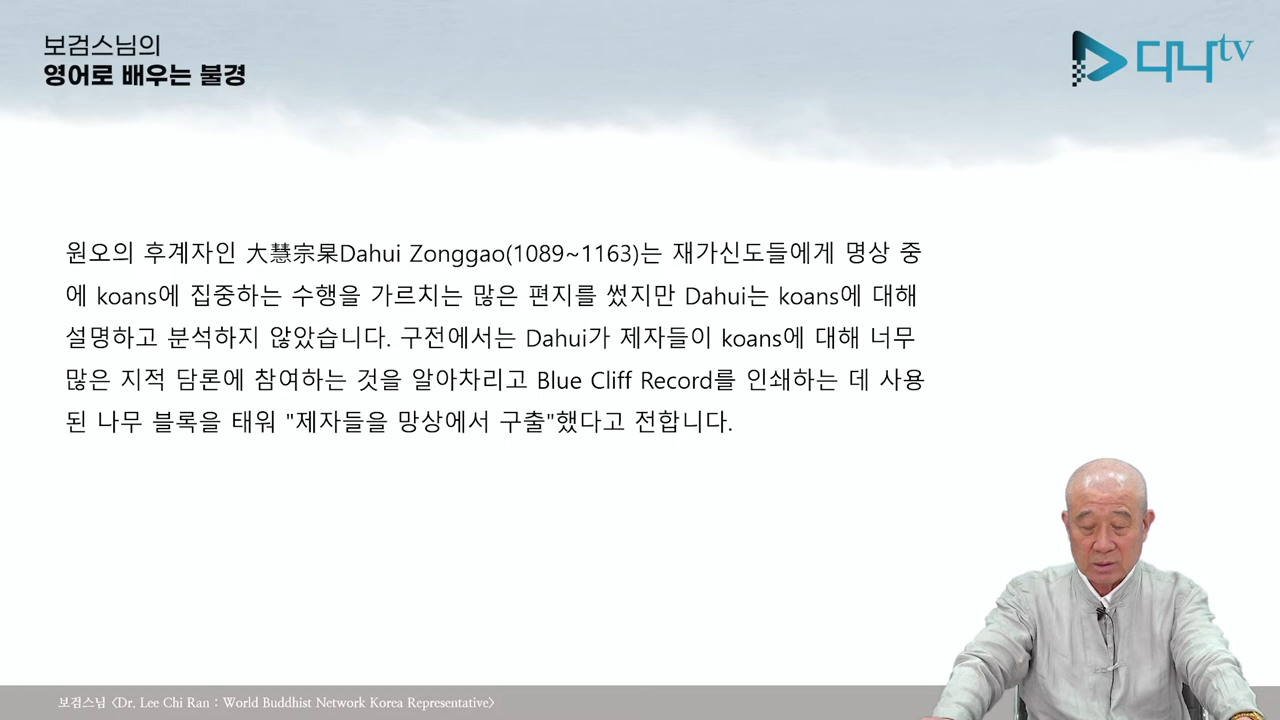 보검스님의
영어로 배우는 불경
디나tv
원오의 후계자인 大慧宗杲Dahui Zonggao(1089~1163)는 재가신도들에게 명상 중
에 koans에 집중하는 수행을 가르치는 많은 편지를 썼지만 Dahui는 koans에 대해
설명하고 분석하지 않았습니다. 구전에서는 Dahui가 제자들이 koans에 대해 너무
많은 지적 담론에 참여하는 것을 알아차리고 Blue Cliff Record를 인쇄하는 데 사용
된 나무 블록을 태워 "제자들을 망상에서 구출"했다고 전합니다.
보검스님 <Dr. Lee Chi Ran : World Buddhist Network Korea Representative>